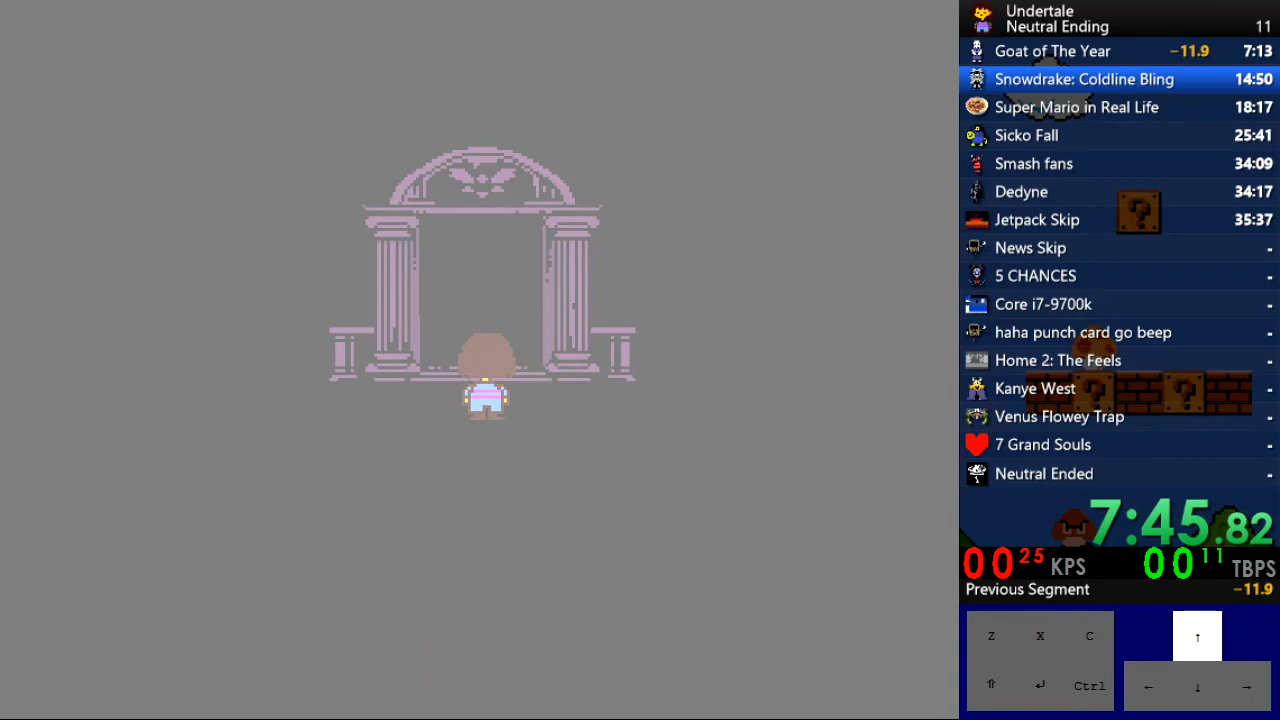 Undertale
Neutral Ending 11
Goat of The Year −11.9 7:13
Snowdrake: Coldline Bling 14:50
Super Mario in Real Life 18:17
Sicko Fall 25:41
Smash fans 34:09
Dedyne 34:17
Jetpack Skip 35:37
News Skip -
5 CHANCES -
Core i7-9700k -
haha punch card go beep -
Home 2: The Feels -
Kanye West -
Venus Flowey Trap -
7 Grand Souls -
Neutral Ended -
7:45.82
00 25 KPS 00 11 TBPS
Previous Segment −11.9
Z X C ↑
⇧ ↵ Ctrl ← ↓ →